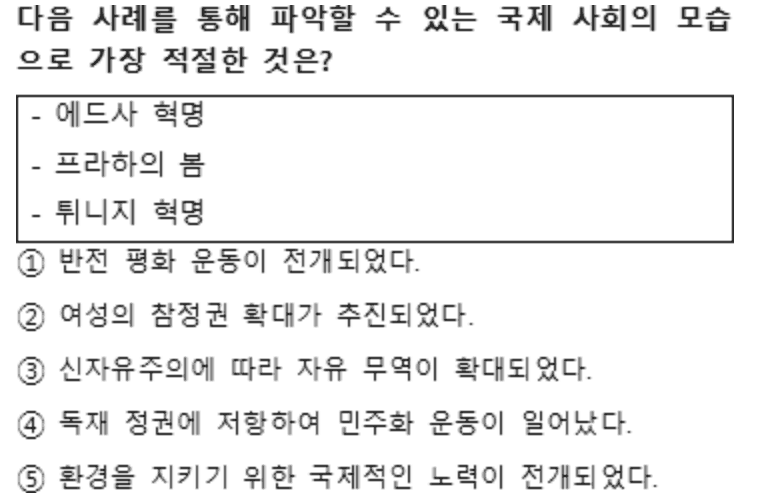 다음 사례를 통해 파악할 수 있는 국제 사회의 모습
으로 가장 적절한 것은?
- 에드사 혁명
- 프라하의 봄
- 튀니지 혁명
① 반전 평화 운동이 전개되었다.
② 여성의 참정권 확대가 추진되었다.
③ 신자유주의에 따라 자유 무역이 확대되었다.
④ 독재 정권에 저항하여 민주화 운동이 일어났다.
⑤ 환경을 지키기 위한 국제적인 노력이 전개되었다.